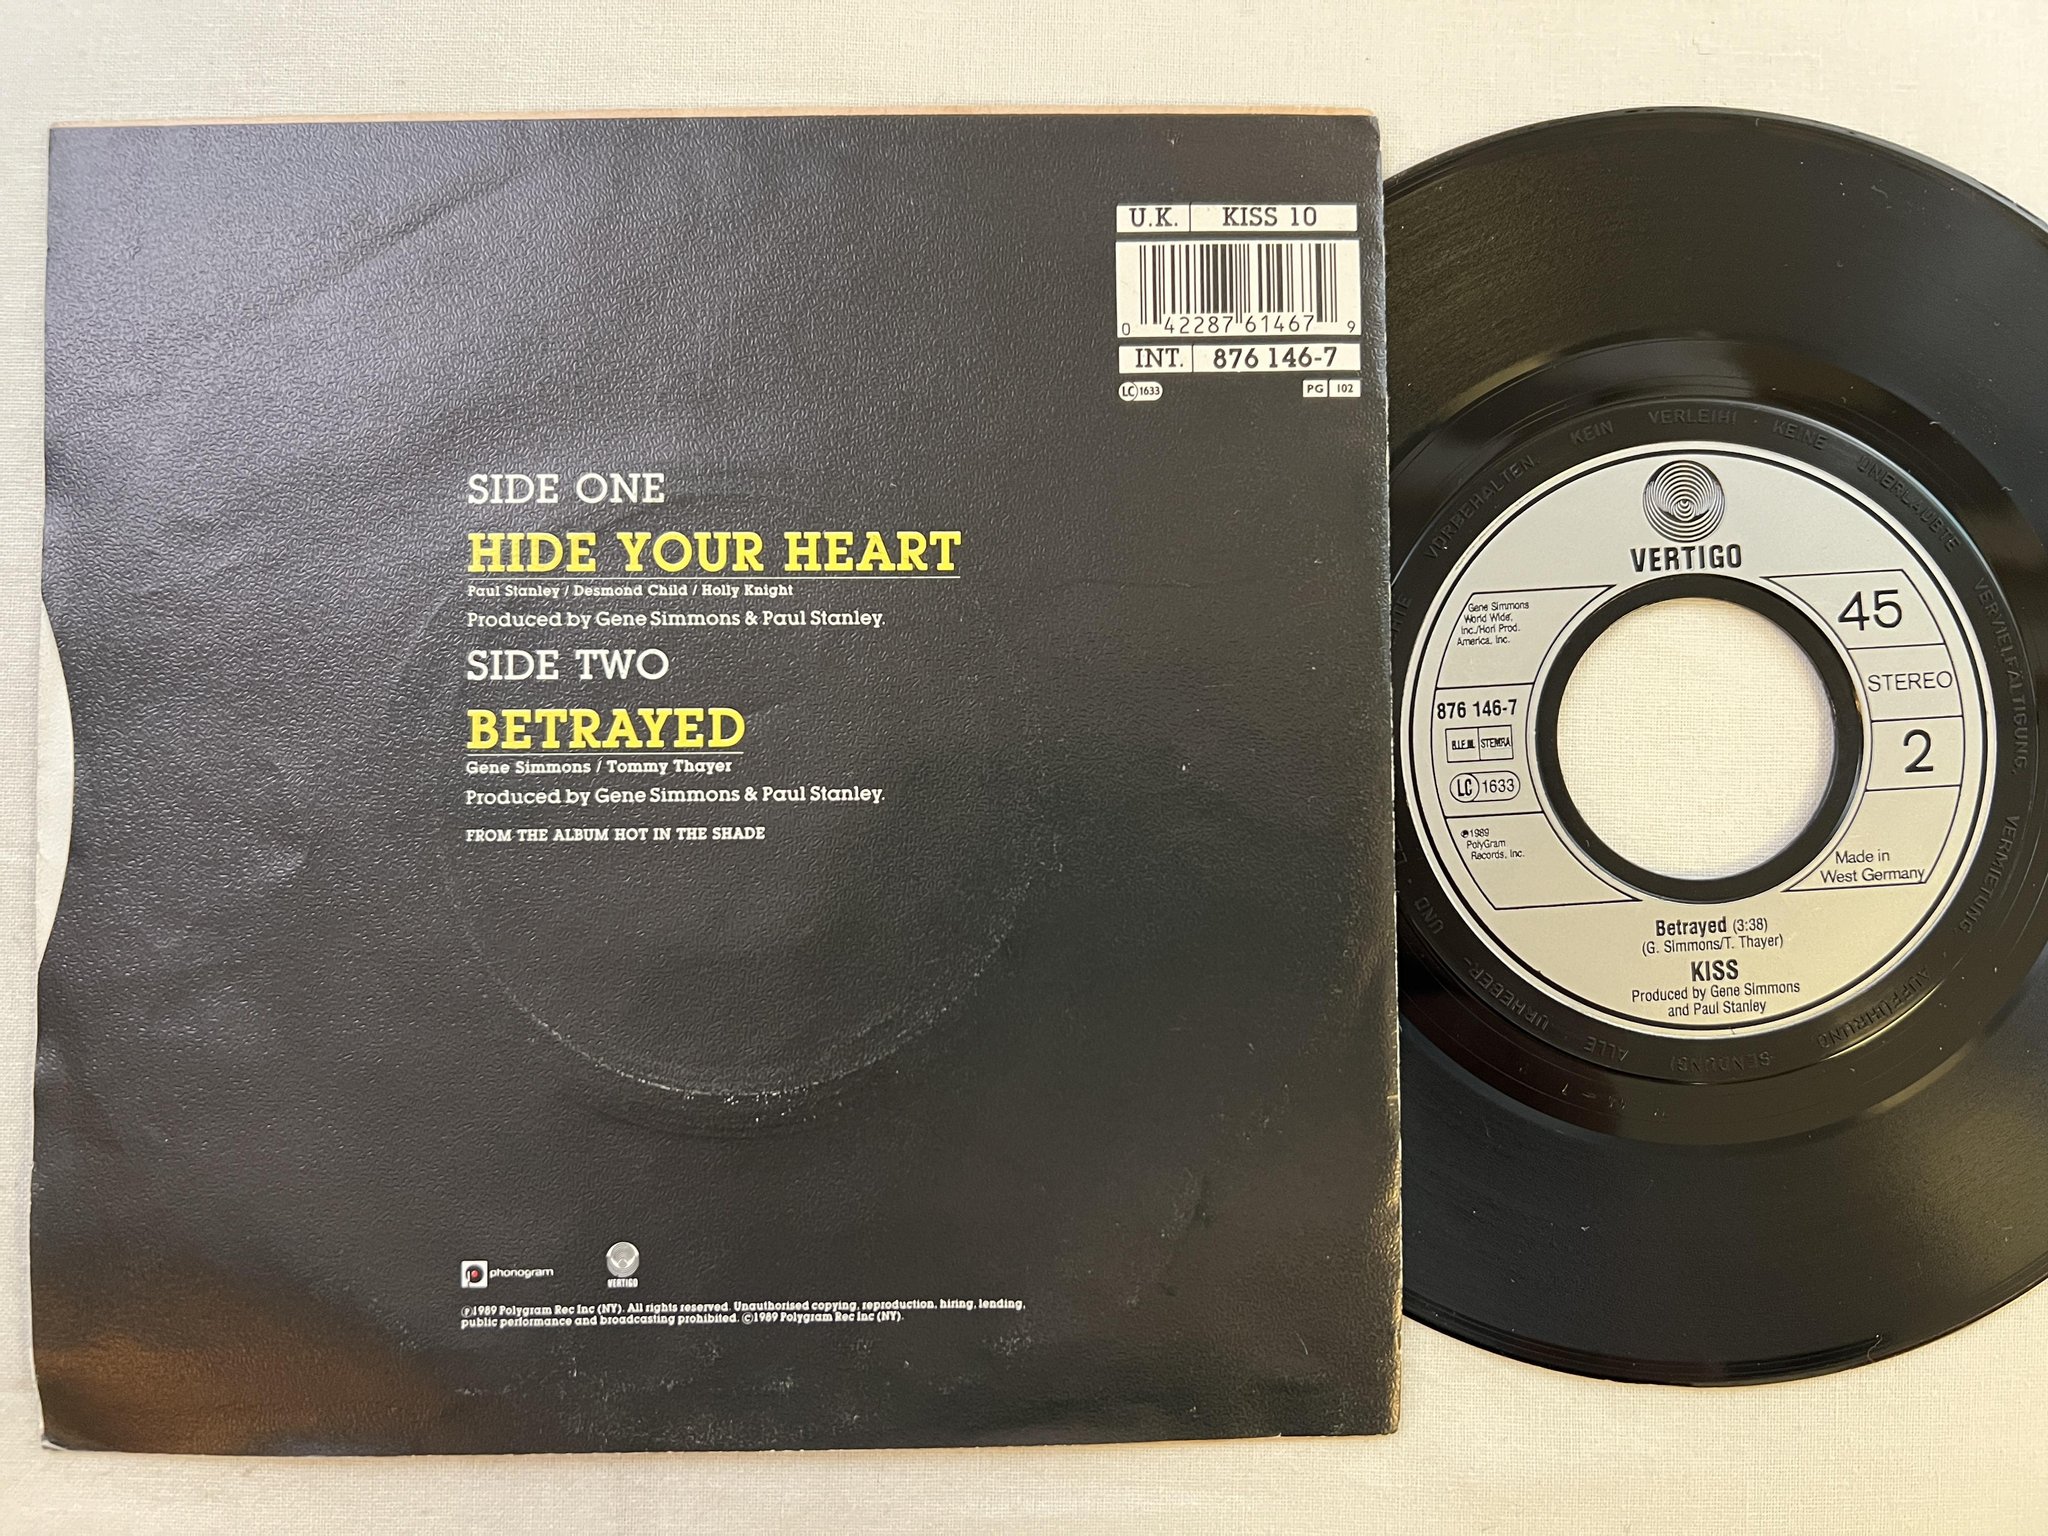 U.K. KISS 10
0 42287 61467 9
INT. 876 146-7
LC 1633 PG 102
SIDE ONE
HIDE YOUR HEART
Paul Stanley / Desmond Child / Holly Knight
Produced by Gene Simmons & Paul Stanley.
SIDE TWO
BETRAYED
Gene Simmons / Tommy Thayer
Produced by Gene Simmons & Paul Stanley.
FROM THE ALBUM HOT IN THE SHADE
phonogram
VERTIGO
℗1989 Polygram Rec Inc (NY). All rights reserved. Unauthorised copying, reproduction, hiring, lending,
public performance and broadcasting prohibited. ©1989 Polygram Rec Inc (NY).
VERTIGO
Gene Simmons
World Wide,
Inc./Hori Prod.
America, Inc.
45
STEREO
2
876 146-7
B.I.E.M. STEMRA
LC 1633
℗1989
PolyGram
Records, Inc.
Made in
West Germany
Betrayed (3:38)
(G. Simmons/T. Thayer)
KISS
Produced by Gene Simmons
and Paul Stanley
ALLE URHEBER- UND VORBEHALTEN. KEIN VERLEIH! KEINE UNERLAUBTE VERVIELFÄLTIGUNG, VERMIETUNG, AUFFÜHRUNG, SENDUNG!